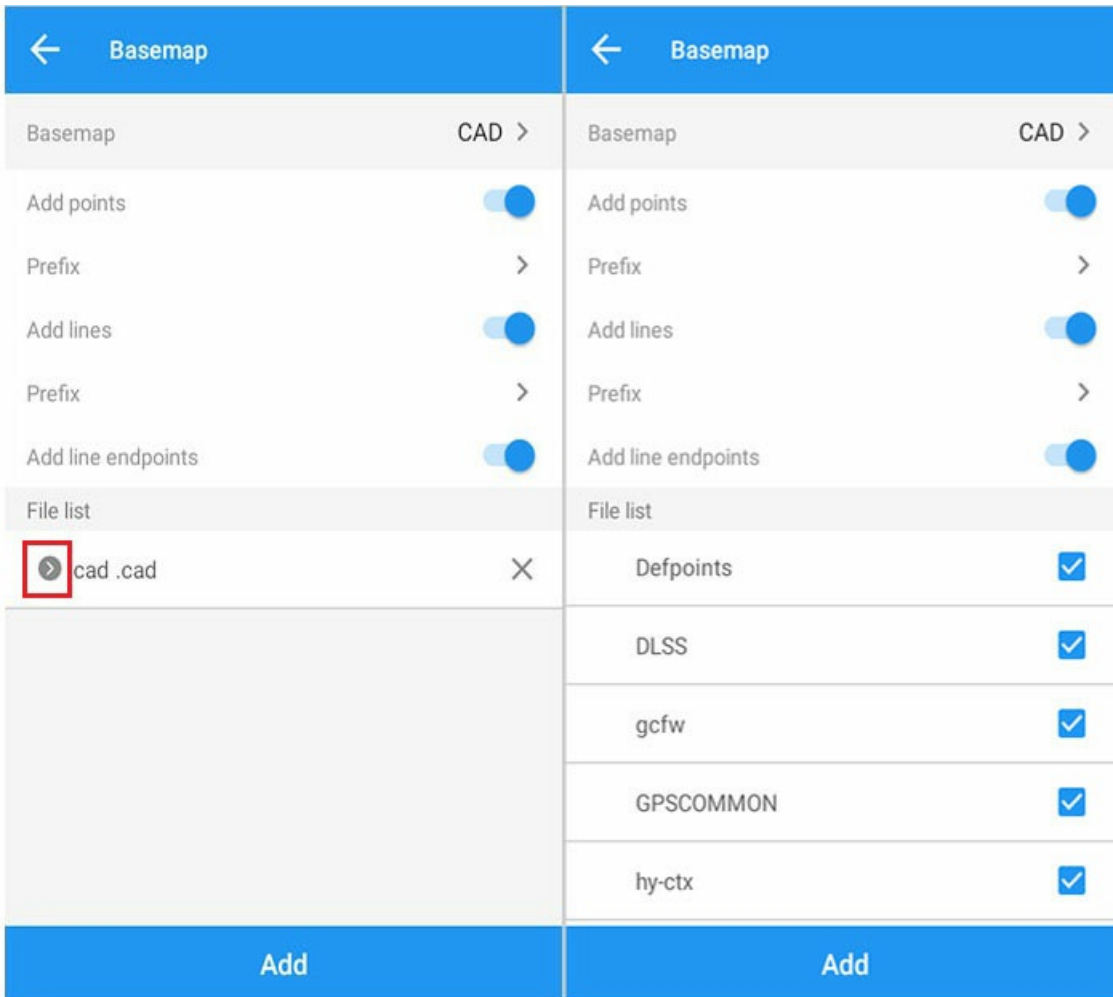 Basemap
Basemap CAD
Add points
Prefix
Add lines
Prefix
Add line endpoints
File list
cad .cad
Add
Basemap
Basemap CAD
Add points
Prefix
Add lines
Prefix
Add line endpoints
File list
Defpoints
DLSS
gcfw
GPSCOMMON
hy-ctx
Add